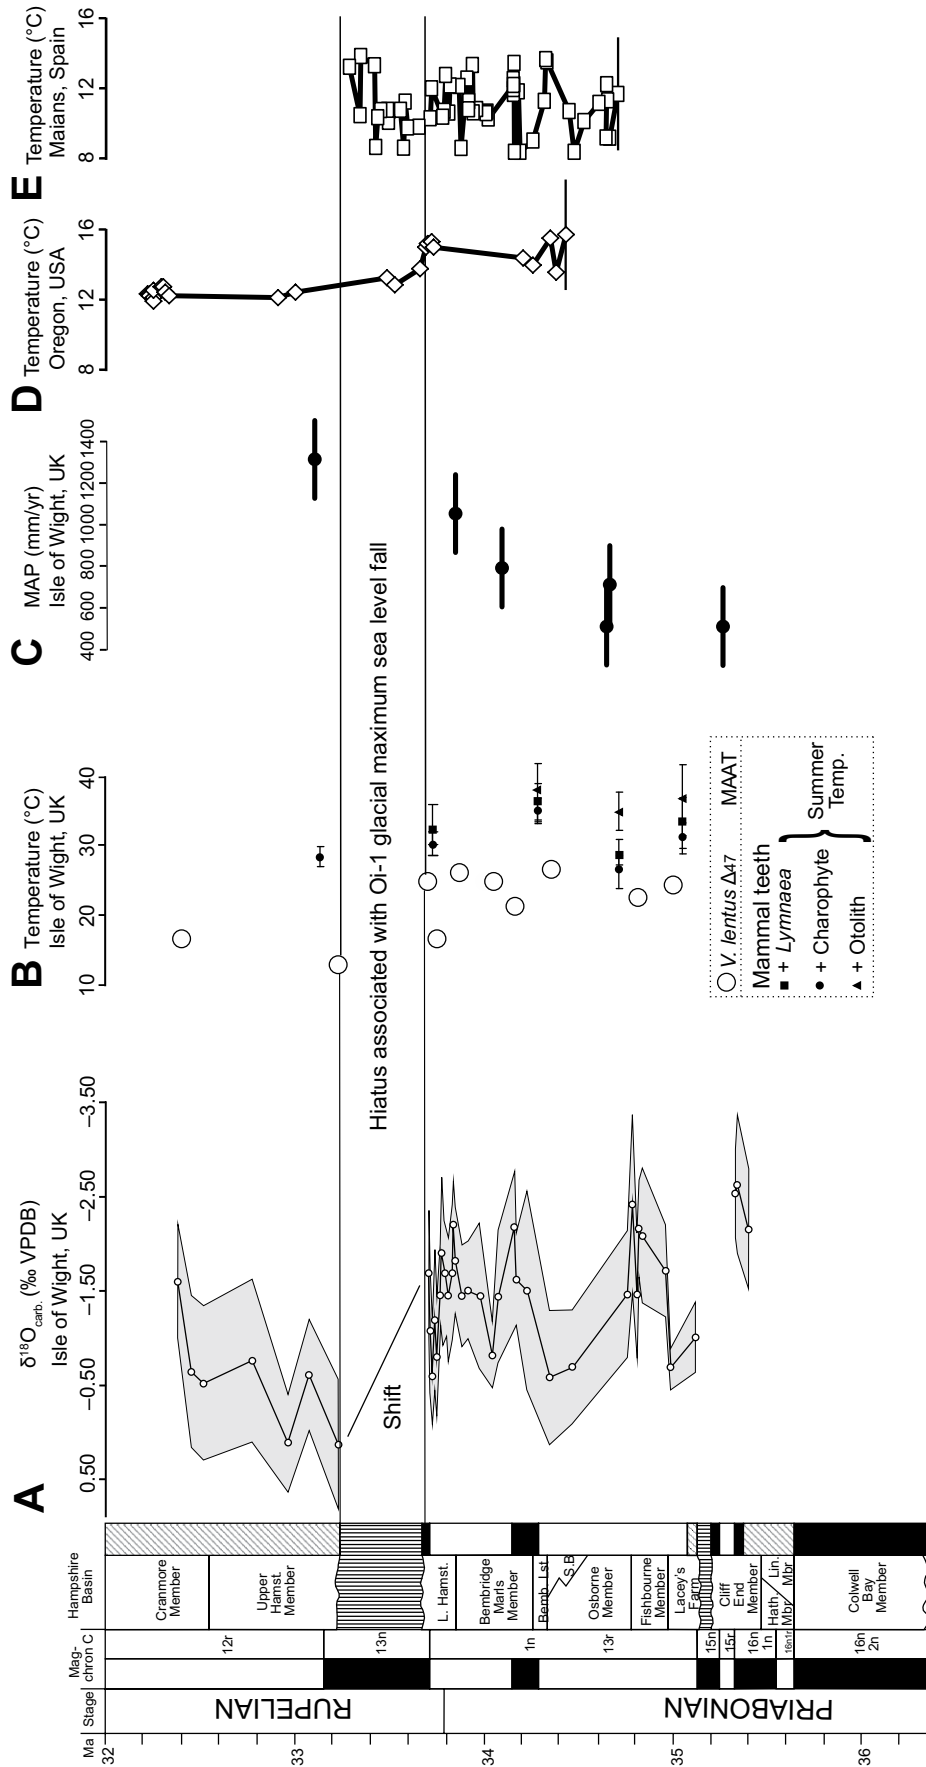 A
δ¹⁸Ocarb. (‰ VPDB)
Isle of Wight, UK
0.50
−0.50
−1.50
−2.50
−3.50
Shift
B
Temperature (°C)
Isle of Wight, UK
10
20
30
40
Hiatus associated with Oi-1 glacial maximum sea level fall
V. lentus Δ47
MAAT
Mammal teeth
+ Lymnaea
+ Charophyte
+ Otolith
Summer
Temp.
C
MAP (mm/yr)
Isle of Wight, UK
400
600
800
1000
1200
1400
D
Temperature (°C)
Oregon, USA
8
12
16
E
Temperature (°C)
Maians, Spain
8
12
16
Ma
Stage
Mag-
chron C
Hampshire
Basin
32
33
34
35
36
RUPELIAN
PRIABONIAN
12r
13n
1n
13r
15n
15r
16n
1n
16n1r
16n
2n
Cranmore
Member
Upper
Hamst.
Member
L. Hamst.
Bembridge
Marls
Member
Bemb. Lst.
S.B
Osborne
Member
Fishbourne
Member
Lacey's
Farm
Cliff
End
Member
Hath.
Mbr
Lin.
Mbr
Colwell
Bay
Member